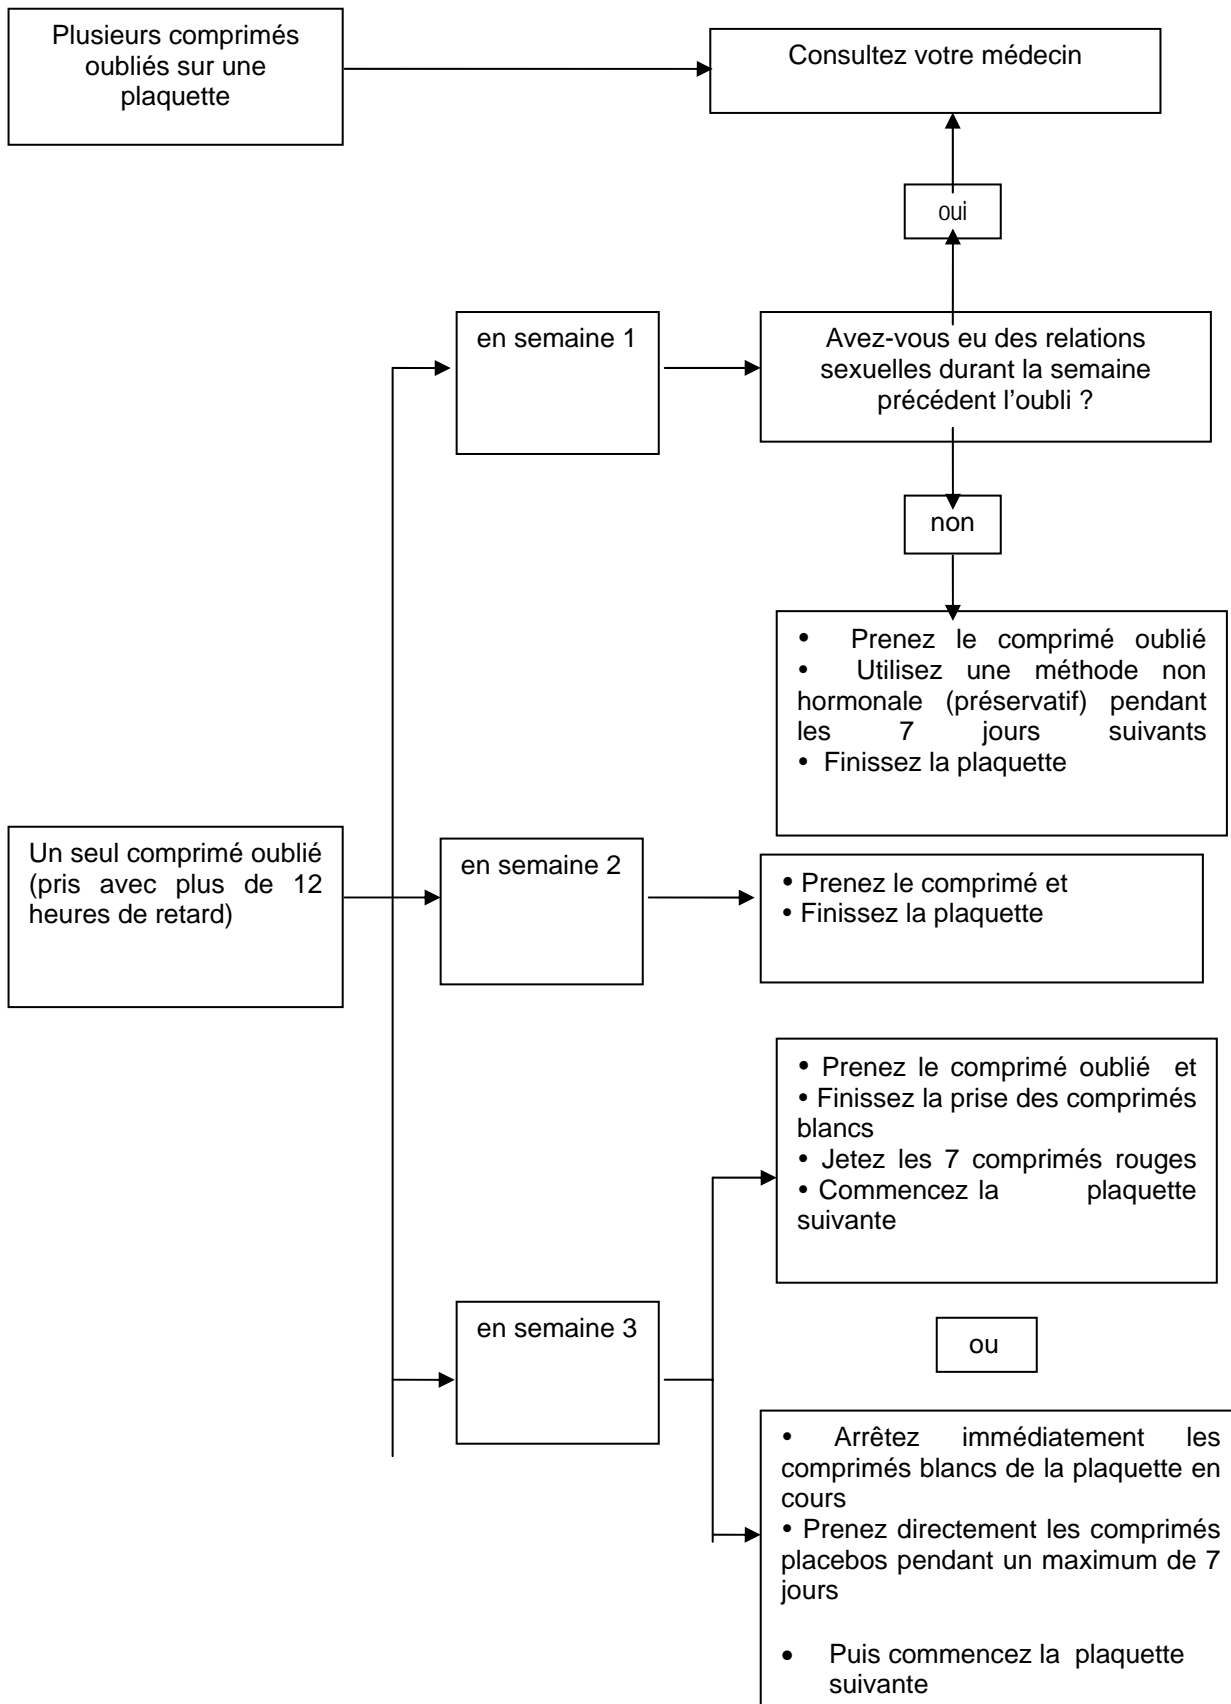 Plusieurs comprimés
oubliés sur une
plaquette
Consultez votre médecin
oui
en semaine 1
Avez-vous eu des relations
sexuelles durant la semaine
précédent l’oubli ?
non
• Prenez le comprimé oublié
• Utilisez une méthode non
hormonale (préservatif) pendant
les 7 jours suivants
• Finissez la plaquette
Un seul comprimé oublié
(pris avec plus de 12
heures de retard)
en semaine 2
• Prenez le comprimé et
• Finissez la plaquette
• Prenez le comprimé oublié et
• Finissez la prise des comprimés
blancs
• Jetez les 7 comprimés rouges
• Commencez la plaquette
suivante
en semaine 3
ou
• Arrêtez immédiatement les
comprimés blancs de la plaquette en
cours
• Prenez directement les comprimés
placebos pendant un maximum de 7
jours
• Puis commencez la plaquette
suivante